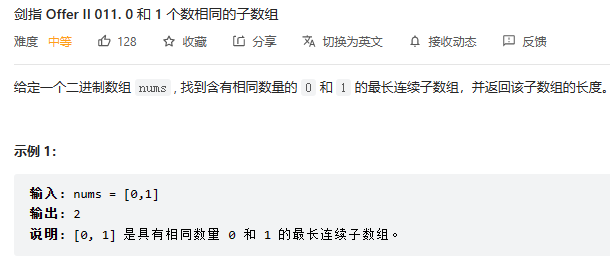 剑指 Offer II 011. 0 和 1 个数相同的子数组
难度 中等 128 收藏 分享 切换为英文 接收动态 反馈
给定一个二进制数组 nums , 找到含有相同数量的 0 和 1 的最长连续子数组，并返回该子数组的长度。
示例 1：
输入: nums = [0,1]
输出: 2
说明: [0, 1] 是具有相同数量 0 和 1 的最长连续子数组。